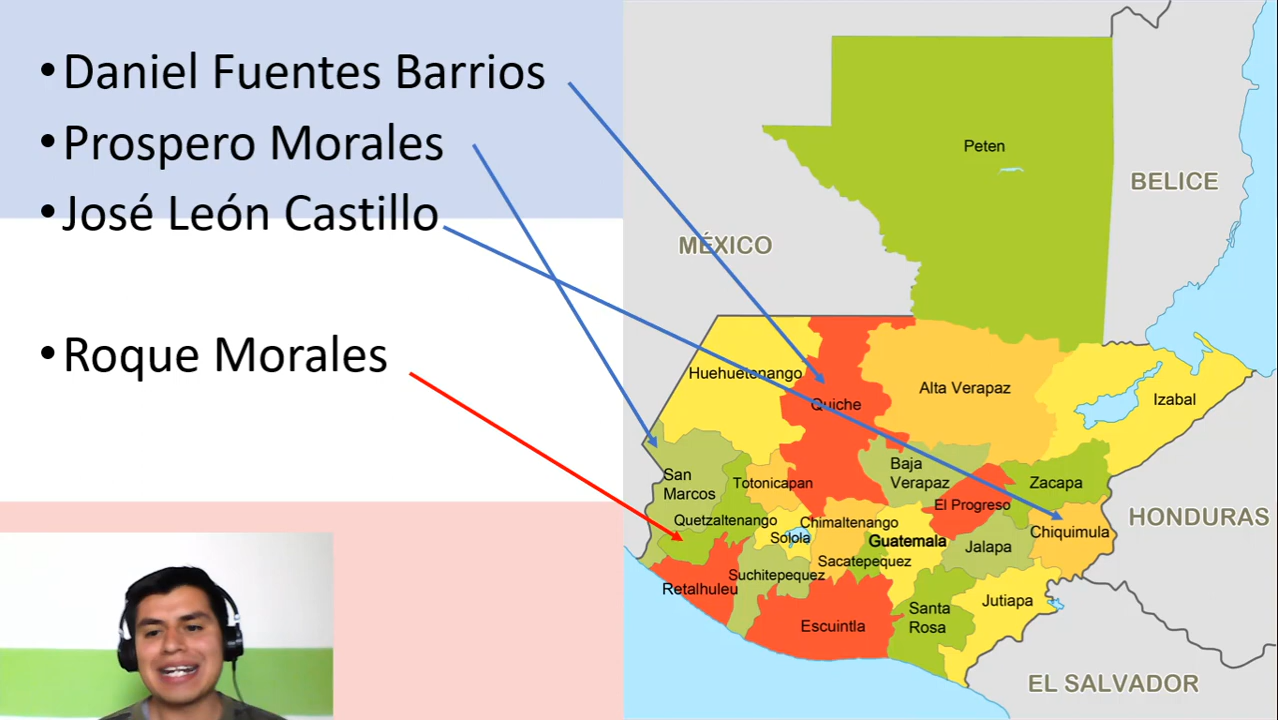 •Daniel Fuentes Barrios
•Prospero Morales
•José León Castillo
•Roque Morales
Peten
BELICE
MÉXICO
Huehuetenango
Quiche
Alta Verapaz
Izabal
San
Marcos
Totonicapan
Baja
Verapaz
Zacapa
El Progreso
Quetzaltenango
Chimaltenango
Solola
Guatemala
Chiquimula
HONDURAS
Jalapa
Sacatepequez
Suchitepequez
Retalhuleu
Escuintla
Santa
Rosa
Jutiapa
EL SALVADOR